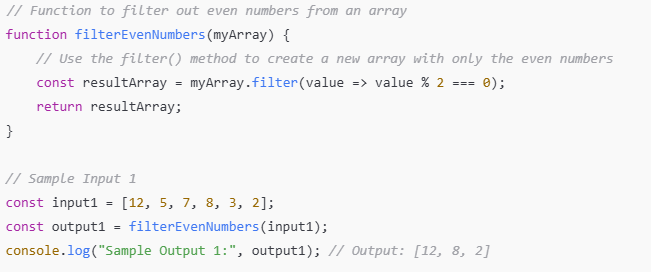 // Function to filter out even numbers from an array
function filterEvenNumbers(myArray) {
    // Use the filter() method to create a new array with only the even numbers
    const resultArray = myArray.filter(value => value % 2 === 0);
    return resultArray;
}

// Sample Input 1
const input1 = [12, 5, 7, 8, 3, 2];
const output1 = filterEvenNumbers(input1);
console.log("Sample Output 1:", output1); // Output: [12, 8, 2]